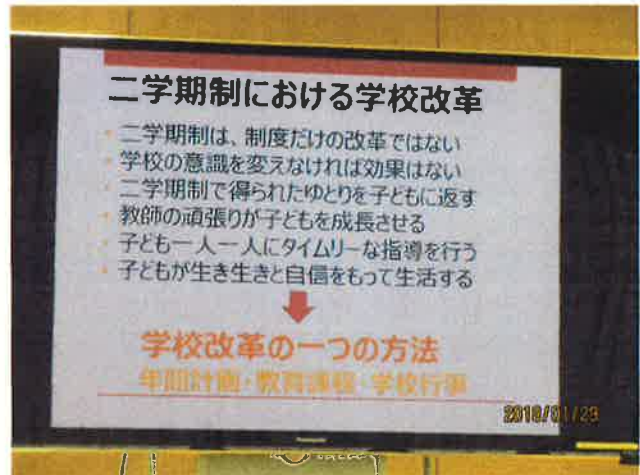 二学期制における学校改革
・二学期制は、制度だけの改革ではない
・学校の意識を変えなければ効果はない
・二学期制で得られたゆとりを子どもに返す
・教師の頑張りが子どもを成長させる
・子ども一人一人にタイムリーな指導を行う
・子どもが生き生きと自信をもって生活する
学校改革の一つの方法
年間計画・教育課程・学校行事